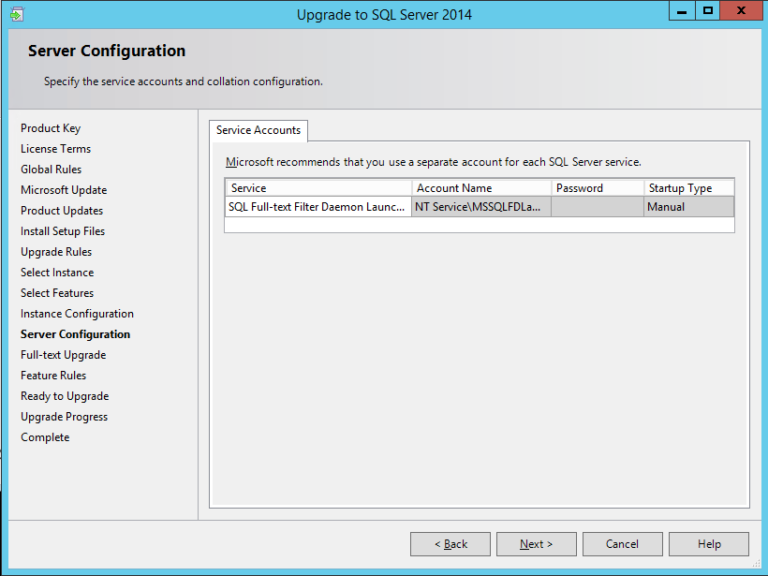 Upgrade to SQL Server 2014
Server Configuration
Specify the service accounts and collation configuration.
Product Key
License Terms
Global Rules
Microsoft Update
Product Updates
Install Setup Files
Upgrade Rules
Select Instance
Select Features
Instance Configuration
Server Configuration
Full-text Upgrade
Feature Rules
Ready to Upgrade
Upgrade Progress
Complete
Service Accounts
Microsoft recommends that you use a separate account for each SQL Server service.
Service Account Name Password Startup Type
SQL Full-text Filter Daemon Launc... NT Service\MSSQLFDLa... Manual
< Back Next > Cancel Help